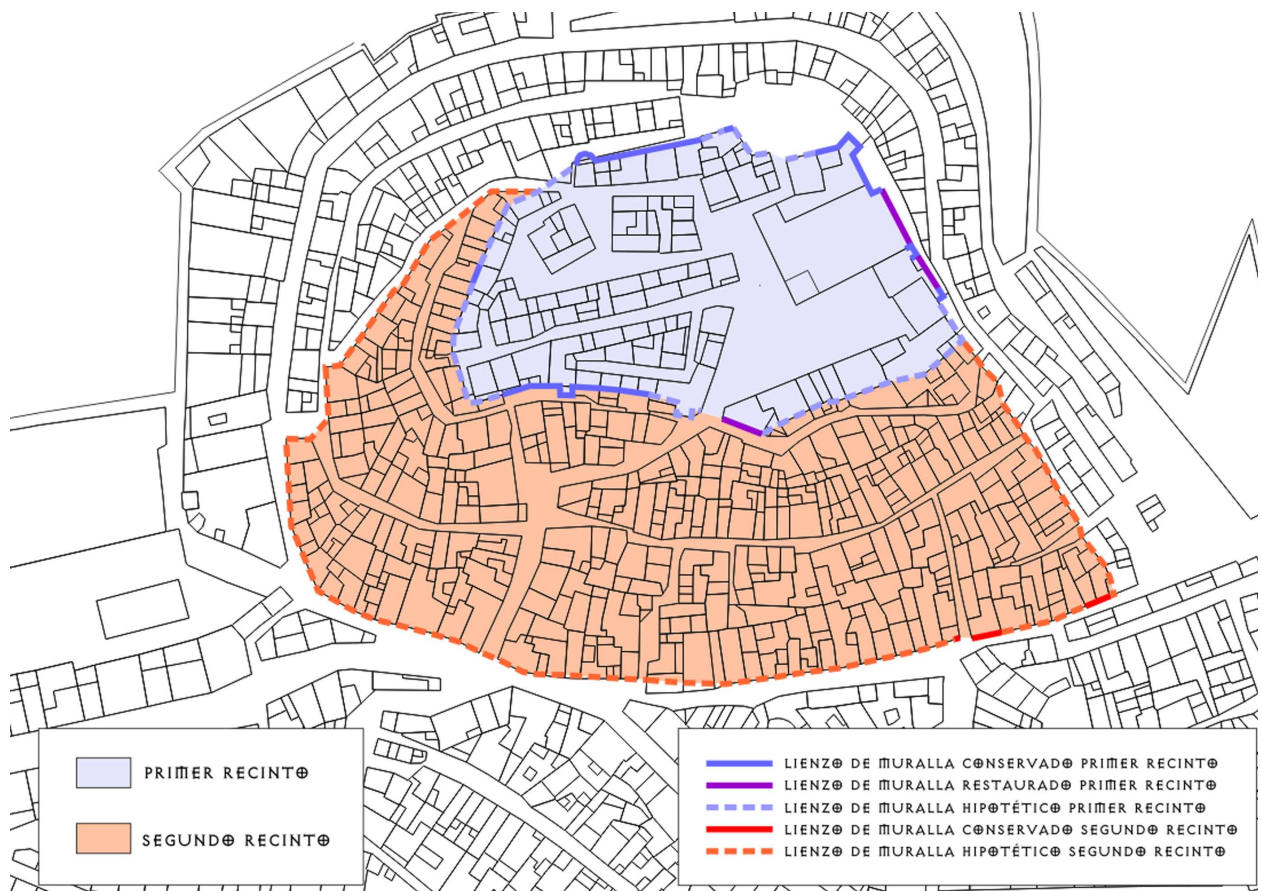 PRIMER RECINTO
SEGUNDO RECINTO
LIENZO DE MURALLA CONSERVADO PRIMER RECINTO
LIENZO DE MURALLA RESTAURADO PRIMER RECINTO
LIENZO DE MURALLA HIPOTÉTICO PRIMER RECINTO
LIENZO DE MURALLA CONSERVADO SEGUNDO RECINTO
LIENZO DE MURALLA HIPOTÉTICO SEGUNDO RECINTO